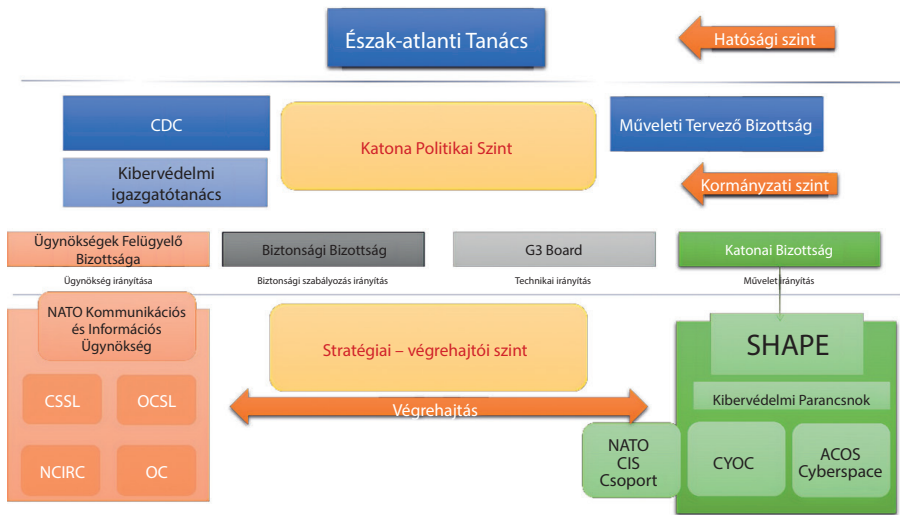 Észak-atlanti Tanács
Hatósági szint
CDC
Katona Politikai Szint
Műveleti Tervező Bizottság
Kibervédelmi
igazgatótanács
Kormányzati szint
Ügynökségek Felügyelő
Bizottsága
Biztonsági Bizottság
G3 Board
Katonai Bizottság
Ügynökség irányítása
Biztonsági szabályozás irányítás
Technikai irányítás
Művelet irányítás
NATO Kommunikációs
és Információs
Ügynökség
Stratégiai – végrehajtói szint
SHAPE
CSSL
OCSL
Végrehajtás
Kibervédelmi Parancsnok
NCIRC
OC
NATO
CIS
Csoport
CYOC
ACOS
Cyberspace